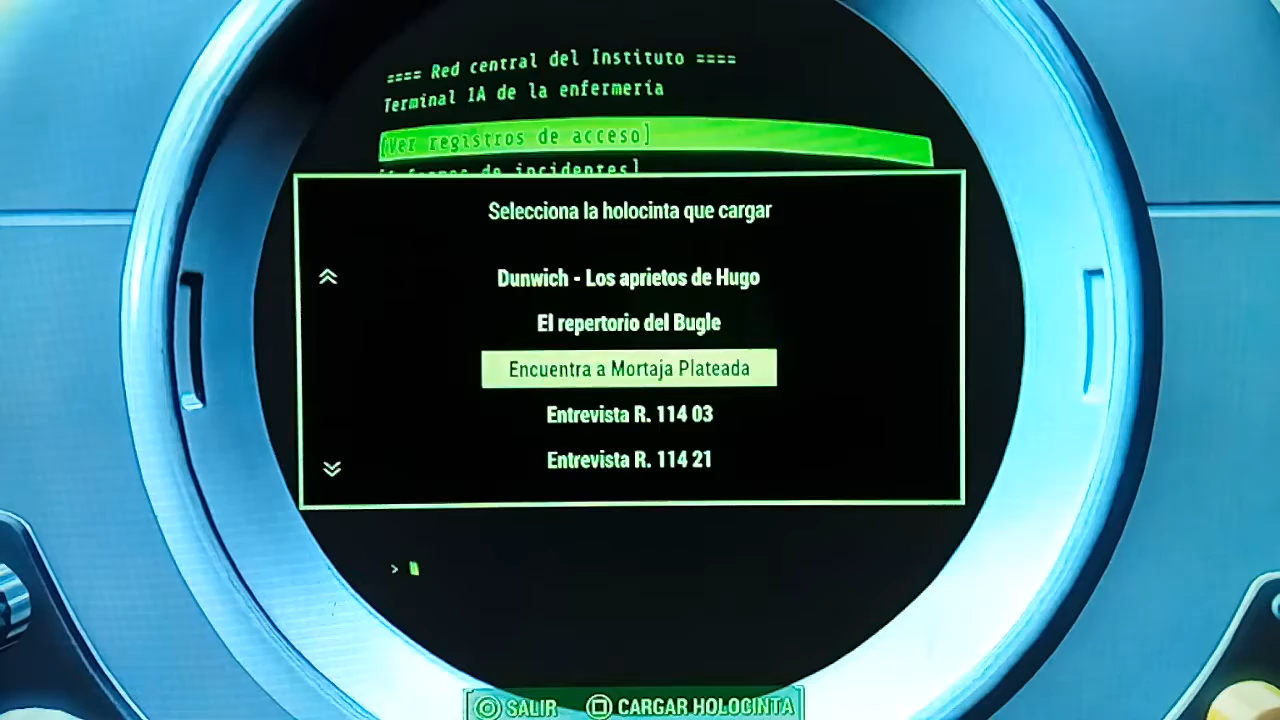 ==== Red central del Instituto ====
Terminal 1A de la enfermería
[Ver registros de acceso]
de incidentes]
Selecciona la holocinta que cargar
Dunwich - Los aprietos de Hugo
El repertorio del Bugle
Encuentra a Mortaja Plateada
Entrevista R. 114 03
Entrevista R. 114 21
>
SALIR CARGAR HOLOCINTA